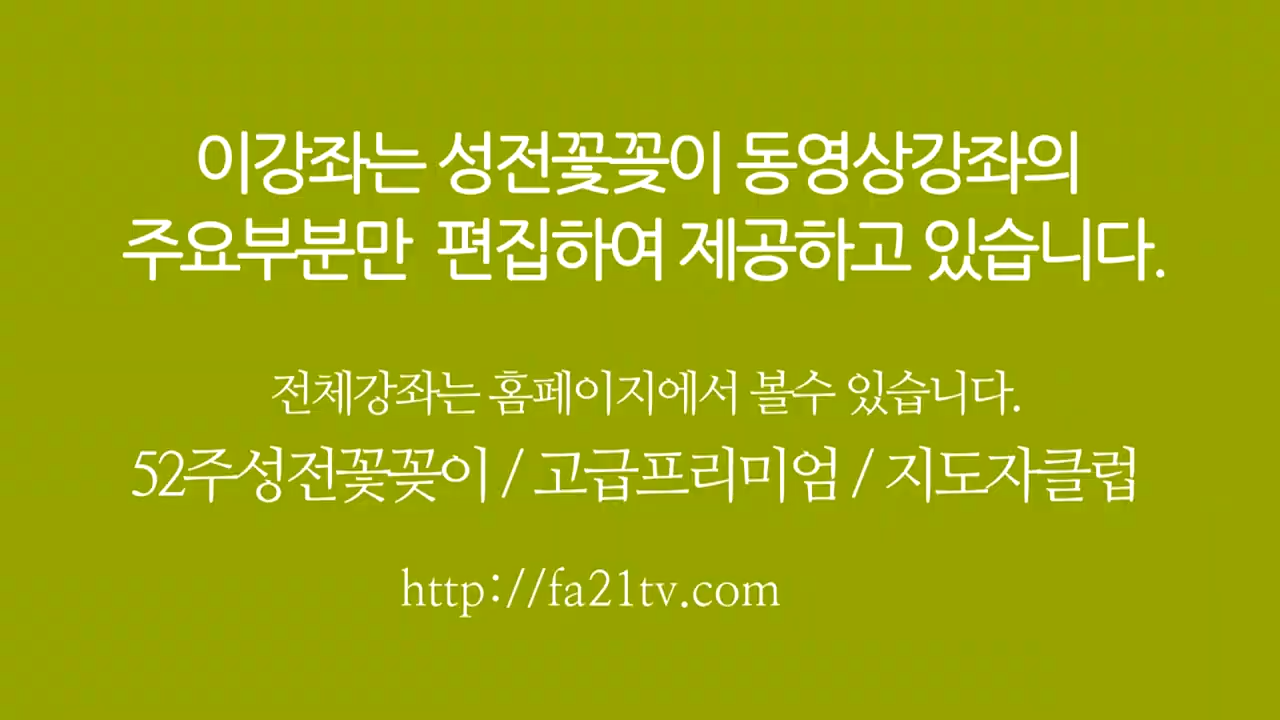 이강좌는 성전꽃꽂이 동영상강좌의
주요부분만 편집하여 제공하고 있습니다.
전체강좌는 홈페이지에서 볼수 있습니다.
52주성전꽃꽂이 / 고급프리미엄 / 지도자클럽
http://fa21tv.com